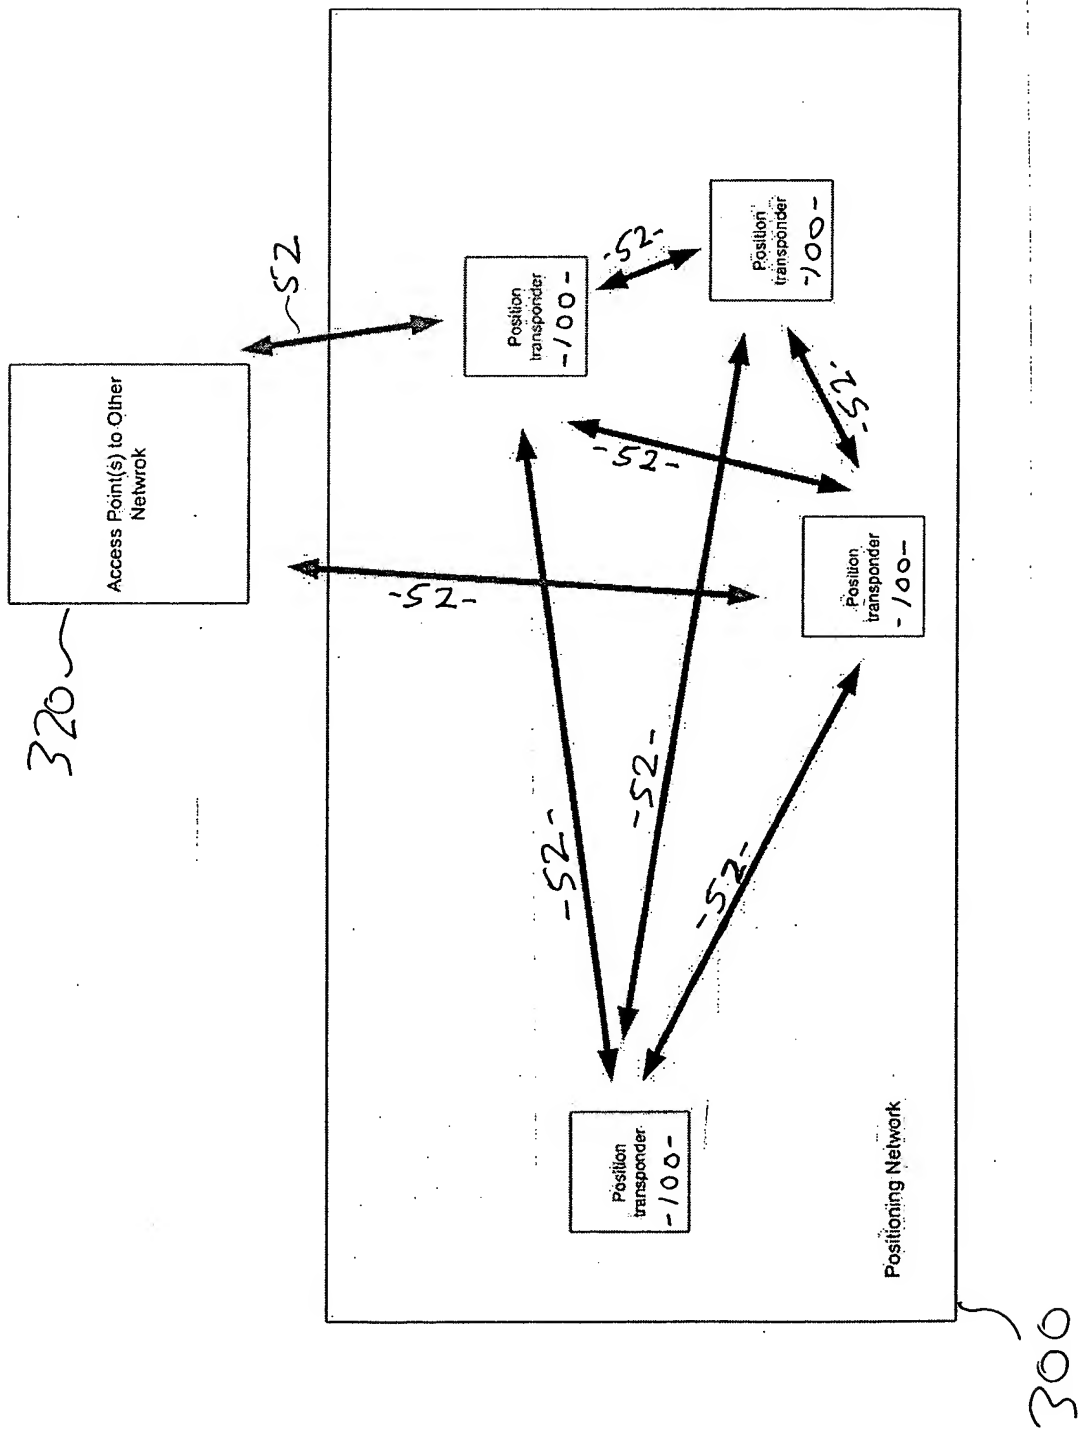 320
Access Point(s) to Other
Netwrok
-52-
52
-52-
Position
transponder
-100-
-52-
-52-
-52-
Position
transponder
-100-
-52-
-52-
Position
transponder
-100-
-52-
Position
transponder
-100-
Positioning Network
300